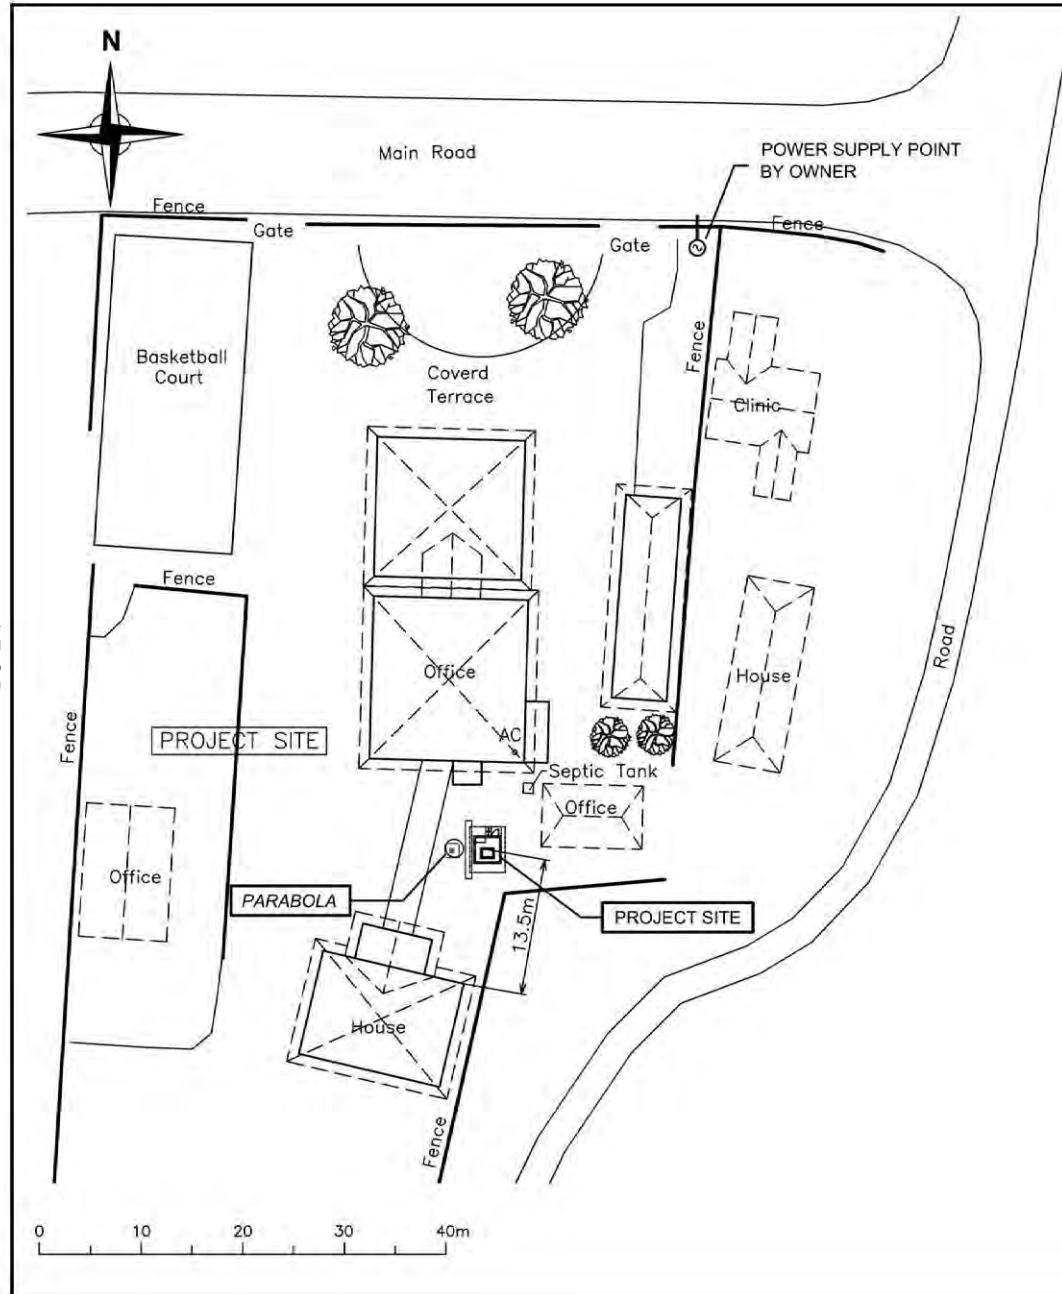 N
Main Road
POWER SUPPLY POINT
BY OWNER
Fence
Gate
Gate
Fence
Basketball
Court
Coverd
Terrace
Fence
Clinic
Fence
Office
House
Road
Fence
PROJECT SITE
AC
Septic Tank
Office
Office
PARABOLA
PROJECT SITE
13.5m
House
Fence
0 10 20 30 40m